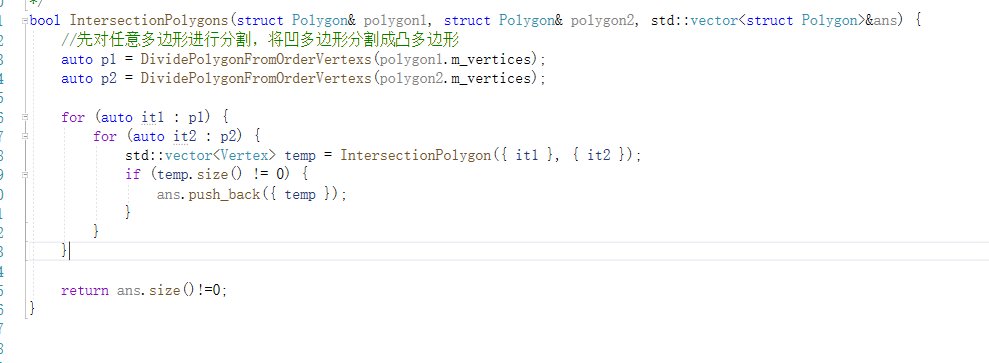 */
bool IntersectionPolygons(struct Polygon& polygon1, struct Polygon& polygon2, std::vector<struct Polygon>&ans) {
//先对任意多边形进行分割，将凹多边形分割成凸多边形
auto p1 = DividePolygonFromOrderVertexs(polygon1.m_vertices);
auto p2 = DividePolygonFromOrderVertexs(polygon2.m_vertices);
for (auto it1 : p1) {
for (auto it2 : p2) {
std::vector<Vertex> temp = IntersectionPolygon({ it1 }, { it2 });
if (temp.size() != 0) {
ans.push_back({ temp });
}
}
}
return ans.size()!=0;
}